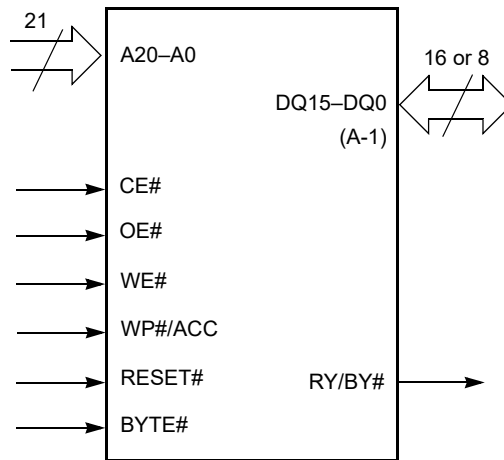 21
A20–A0
16 or 8
DQ15–DQ0
(A-1)
CE#
OE#
WE#
WP#/ACC
RESET#
RY/BY#
BYTE#